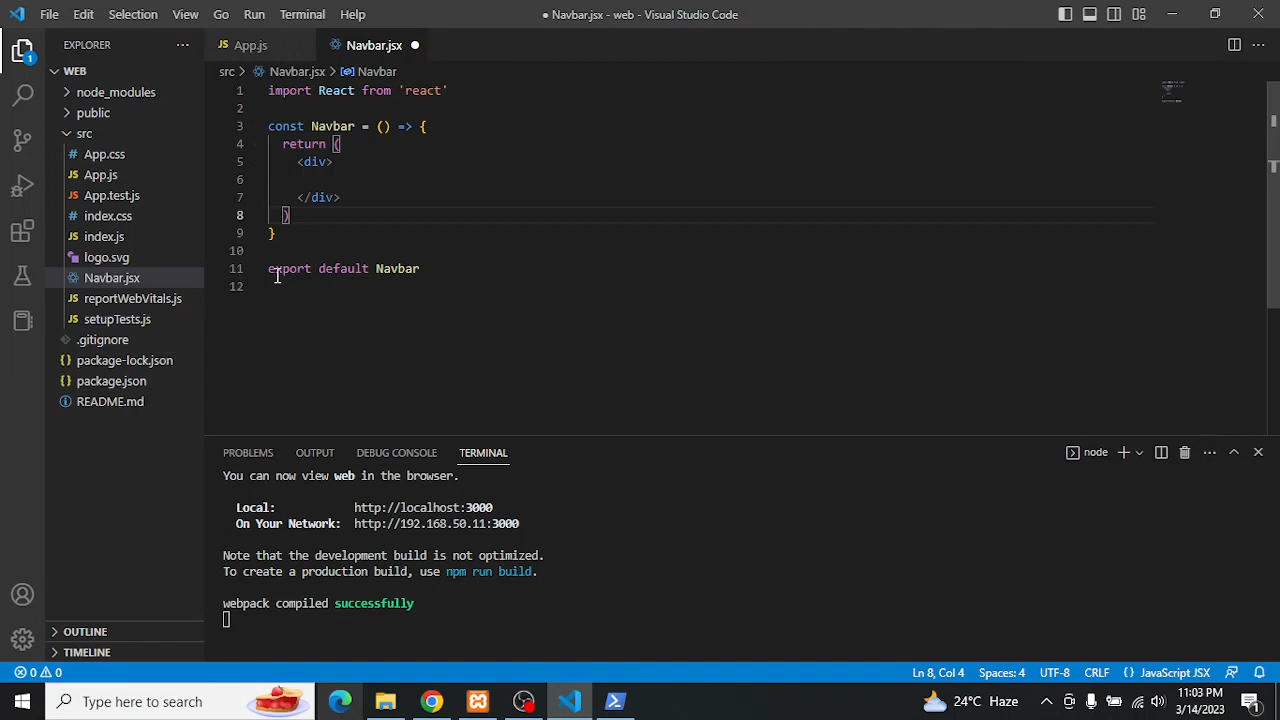 File Edit Selection View Go Run Terminal Help
● Navbar.jsx - web - Visual Studio Code
EXPLORER
1
WEB
node_modules
public
src
App.css
App.js
App.test.js
index.css
index.js
logo.svg
Navbar.jsx
reportWebVitals.js
setupTests.js
.gitignore
package-lock.json
package.json
README.md
OUTLINE
TIMELINE
JS App.js Navbar.jsx
src > Navbar.jsx > Navbar
1 import React from 'react'
2
3 const Navbar = () => {
4 return (
5 <div>
6
7 </div>
8 )
9 }
10
11 export default Navbar
12
PROBLEMS OUTPUT DEBUG CONSOLE TERMINAL
node
You can now view web in the browser.
Local: http://localhost:3000
On Your Network: http://192.168.50.11:3000
Note that the development build is not optimized.
To create a production build, use npm run build.
webpack compiled successfully
0 0
Ln 8, Col 4 Spaces: 4 UTF-8 CRLF {} JavaScript JSX
Type here to search
24°C Haze
1:03 PM
3/14/2023